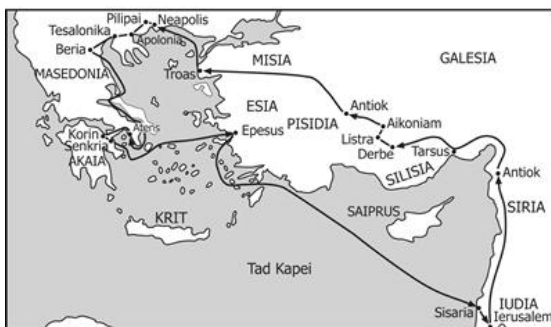 Pilipai
Neapolis
Tesalonika
Apolonia
Beria
MASEDONIA
Troas
MISIA
GALESIA
ESIA
PISIDIA
Antiok
Aikoniam
Listra
Derbe
Tarsus
SILISIA
Antiok
SIRIA
Korin
Atens
Senkria
AKAIA
Epesus
KRIT
SAIPRUS
Tad Kapei
Sisaria
IUDIA
Ierusalem